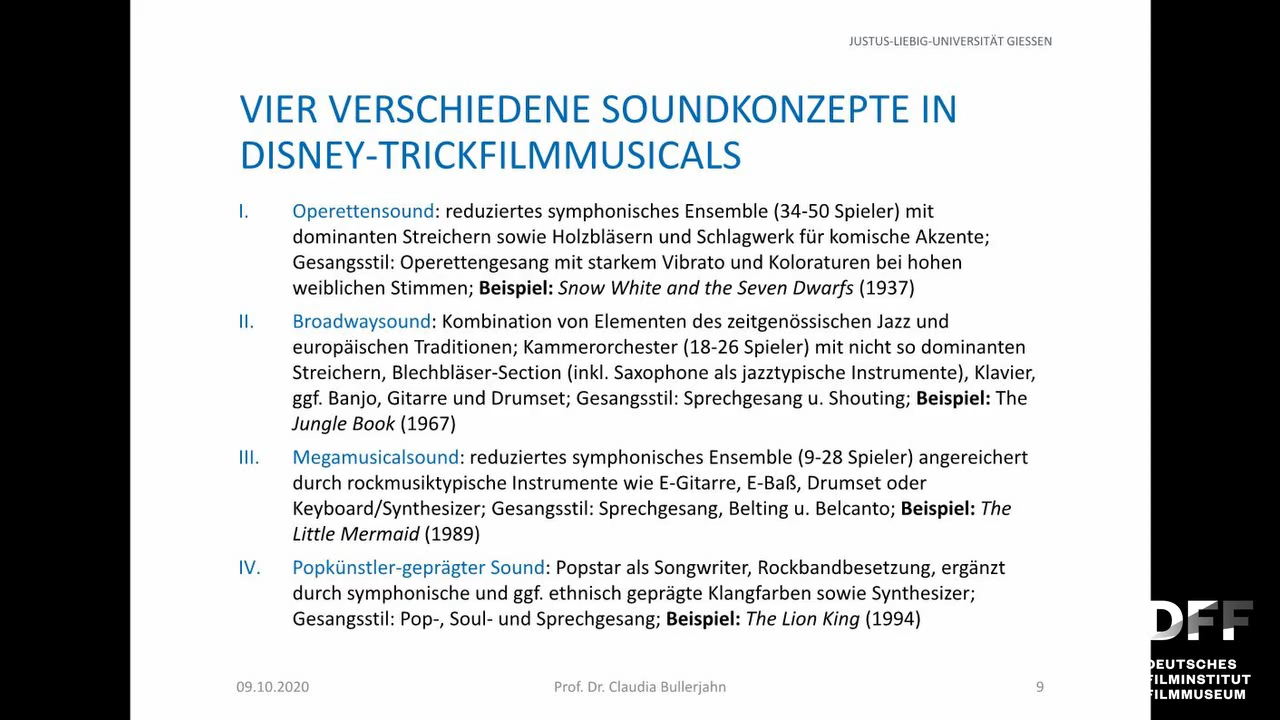 JUSTUS-LIEBIG-UNIVERSITÄT GIESSEN
VIER VERSCHIEDENE SOUNDKONZEPTE IN
DISNEY-TRICKFILMMUSICALS
I. Operettensound: reduziertes symphonisches Ensemble (34-50 Spieler) mit
dominanten Streichern sowie Holzbläsern und Schlagwerk für komische Akzente;
Gesangsstil: Operettengesang mit starkem Vibrato und Koloraturen bei hohen
weiblichen Stimmen; Beispiel: Snow White and the Seven Dwarfs (1937)
II. Broadwaysound: Kombination von Elementen des zeitgenössischen Jazz und
europäischen Traditionen; Kammerorchester (18-26 Spieler) mit nicht so dominanten
Streichern, Blechbläser-Section (inkl. Saxophone als jazztypische Instrumente), Klavier,
ggf. Banjo, Gitarre und Drumset; Gesangsstil: Sprechgesang u. Shouting; Beispiel: The
Jungle Book (1967)
III. Megamusicalsound: reduziertes symphonisches Ensemble (9-28 Spieler) angereichert
durch rockmusiktypische Instrumente wie E-Gitarre, E-Baß, Drumset oder
Keyboard/Synthesizer; Gesangsstil: Sprechgesang, Belting u. Belcanto; Beispiel: The
Little Mermaid (1989)
IV. Popkünstler-geprägter Sound: Popstar als Songwriter, Rockbandbesetzung, ergänzt
durch symphonische und ggf. ethnisch geprägte Klangfarben sowie Synthesizer;
Gesangsstil: Pop-, Soul- und Sprechgesang; Beispiel: The Lion King (1994)
09.10.2020
Prof. Dr. Claudia Bullerjahn
9
DFF
DEUTSCHES
FILMINSTITUT
FILMMUSEUM